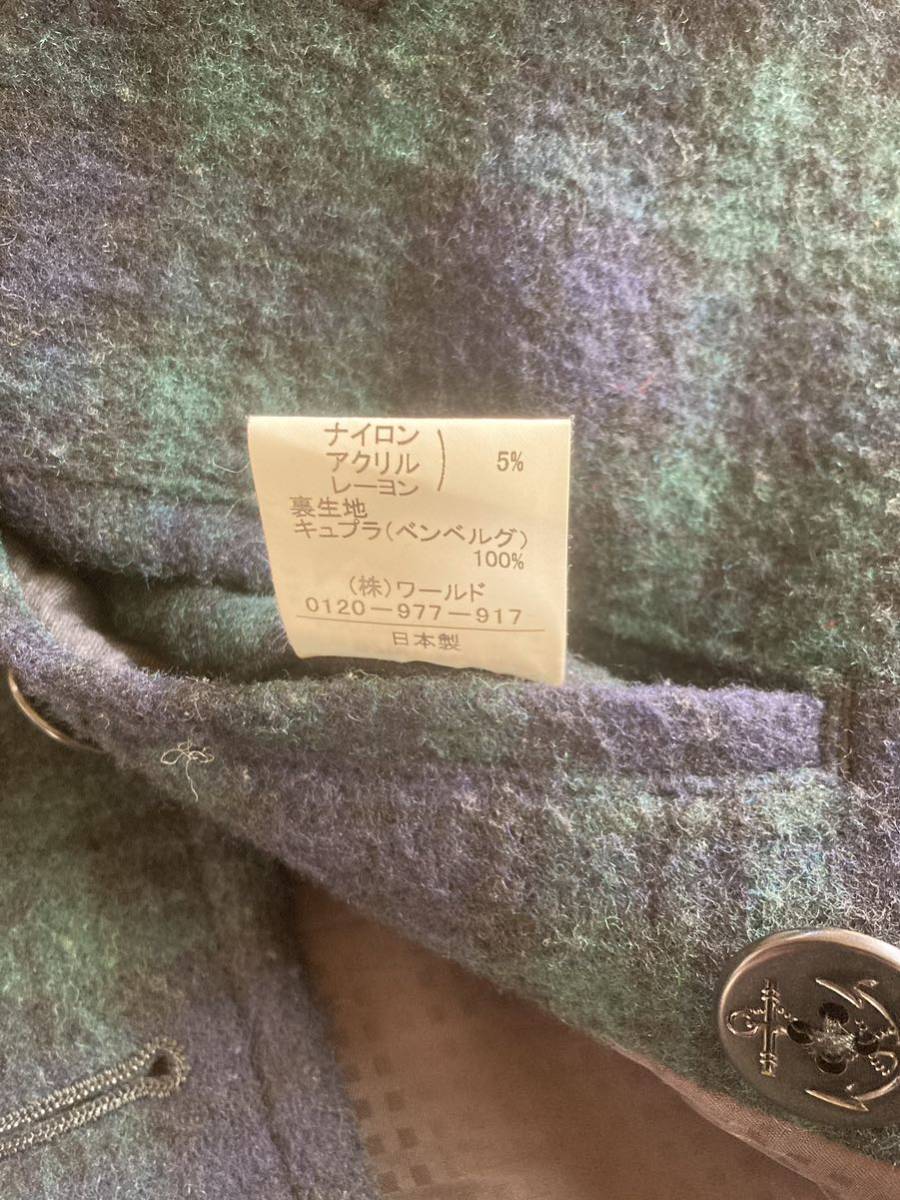 ナイロン
アクリル 5%
レーヨン
裏生地
キュプラ(ベンベルグ)
100%
(株)ワールド
0120-977-917
日本製